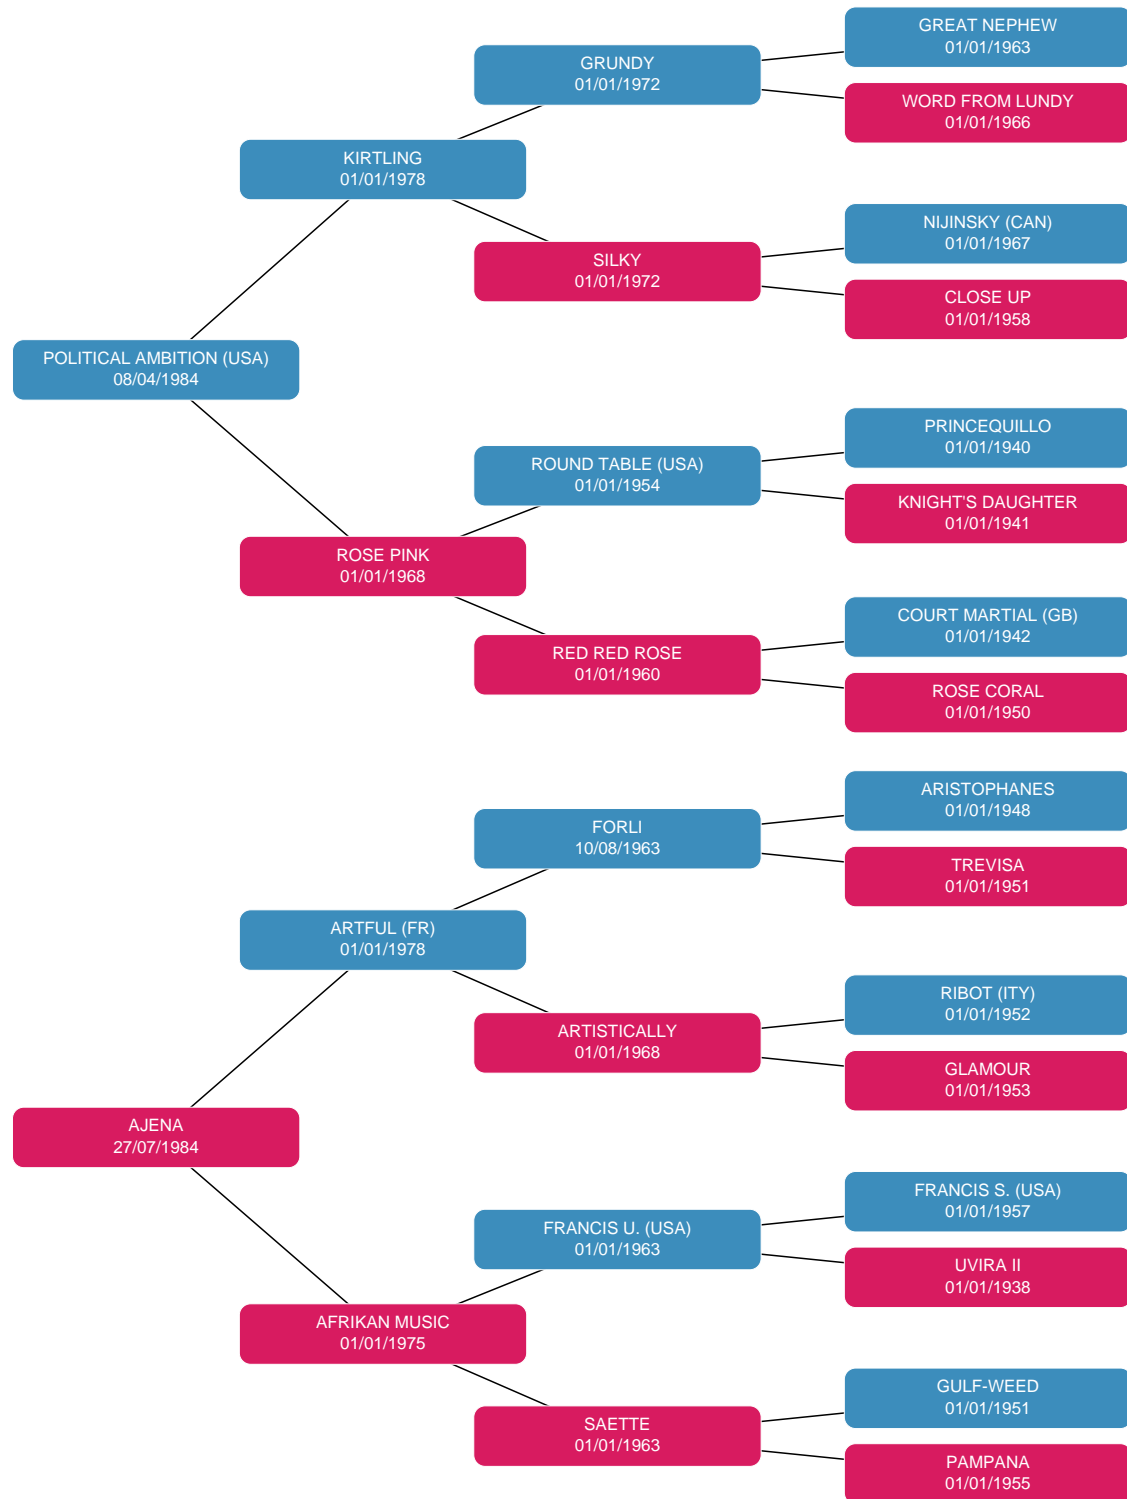 GREAT NEPHEW
01/01/1963
GRUNDY
01/01/1972
WORD FROM LUNDY
01/01/1966
KIRTLING
01/01/1978
NIJINSKY (CAN)
01/01/1967
SILKY
01/01/1972
CLOSE UP
01/01/1958
POLITICAL AMBITION (USA)
08/04/1984
PRINCEQUILLO
01/01/1940
ROUND TABLE (USA)
01/01/1954
KNIGHT'S DAUGHTER
01/01/1941
ROSE PINK
01/01/1968
COURT MARTIAL (GB)
01/01/1942
RED RED ROSE
01/01/1960
ROSE CORAL
01/01/1950
ARISTOPHANES
01/01/1948
FORLI
10/08/1963
TREVISA
01/01/1951
ARTFUL (FR)
01/01/1978
RIBOT (ITY)
01/01/1952
ARTISTICALLY
01/01/1968
GLAMOUR
01/01/1953
AJENA
27/07/1984
FRANCIS S. (USA)
01/01/1957
FRANCIS U. (USA)
01/01/1963
UVIRA II
01/01/1938
AFRIKAN MUSIC
01/01/1975
GULF-WEED
01/01/1951
SAETTE
01/01/1963
PAMPANA
01/01/1955